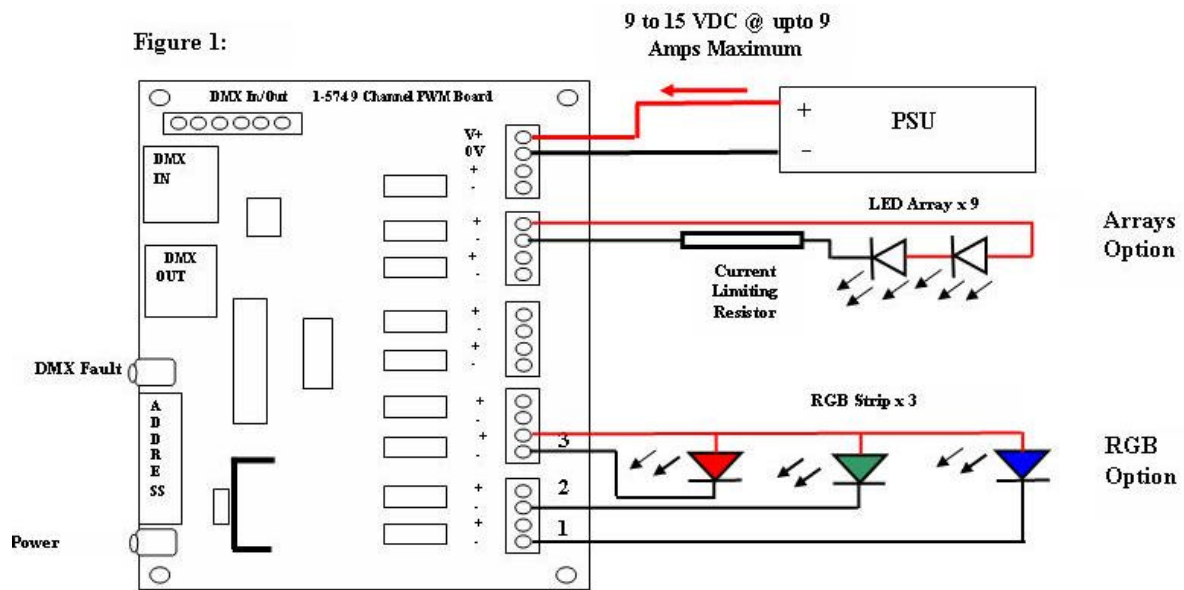 Figure 1:
9 to 15 VDC @ upto 9
Amps Maximum
DMX In/Out
1-574 9 Channel PWM Board
V+
0V
+
-
+
-
PSU
DMX
IN
DMX
OUT
LED Array x 9
Arrays
Option
+
-
+
-
Current
Limiting
Resistor
+
-
+
-
DMX Fault
A
D
D
R
E
SS
RGB Strip x 3
RGB
Option
+
-
+
-
3
+
-
+
-
2
1
Power